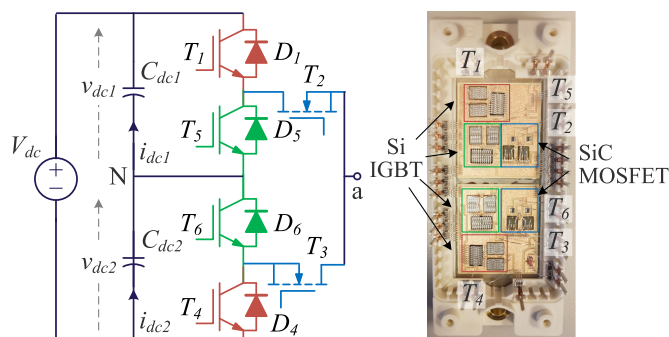 T1 D1
T2
Cdc1
vdc1
T5 D5
idc1
Vdc
N
a
T6 D6
T3
Cdc2
vdc2
T4 D4
idc2
T1
T5
T2
Si
IGBT
SiC
MOSFET
T6
T3
T4